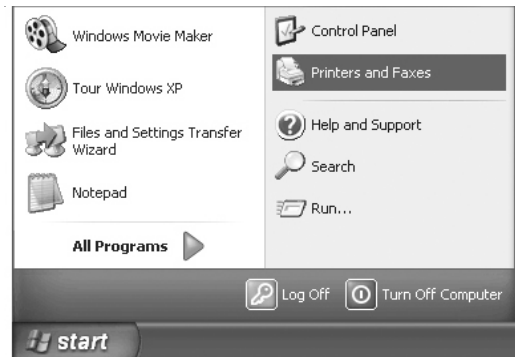 Windows Movie Maker
Tour Windows XP
Files and Settings Transfer
Wizard
Notepad
All Programs
Control Panel
Printers and Faxes
Help and Support
Search
Run...
Log Off
Turn Off Computer
start